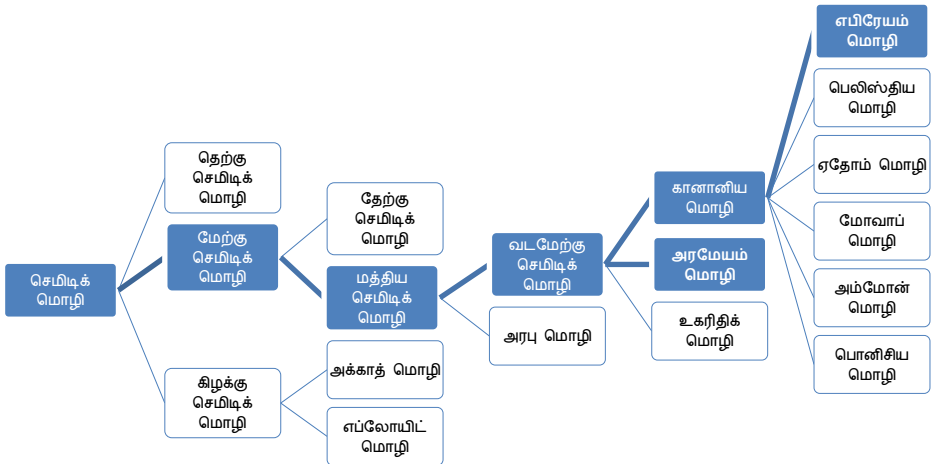 செமிடிக்
மொழி
தெற்கு
செமிடிக்
மொழி
மேற்கு
செமிடிக்
மொழி
தேற்கு
செமிடிக்
மொழி
மத்திய
செமிடிக்
மொழி
வடமேற்கு
செமிடிக்
மொழி
கானானிய
மொழி
எபிரேயம்
மொழி
பெலிஸ்திய
மொழி
ஏதோம் மொழி
மோவாப்
மொழி
அம்மோன்
மொழி
பொனிசிய
மொழி
அரமேயம்
மொழி
உகரிதிக்
மொழி
அரபு மொழி
கிழக்கு
செமிடிக்
மொழி
அக்காத் மொழி
எப்லோயிட்
மொழி